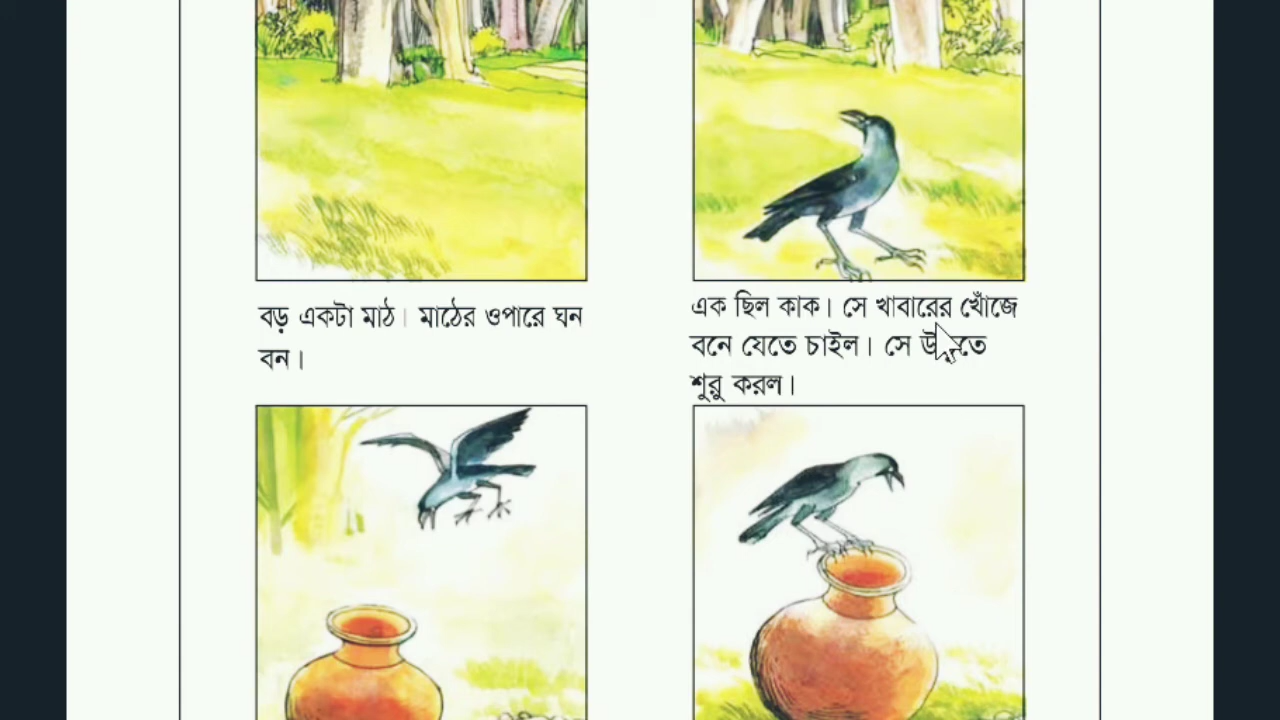 বড় একটা মাঠ। মাঠের ওপারে ঘন
বন।
এক ছিল কাক। সে খাবারের খোঁজে
বনে যেতে চাইল। সে
শুরু করল।